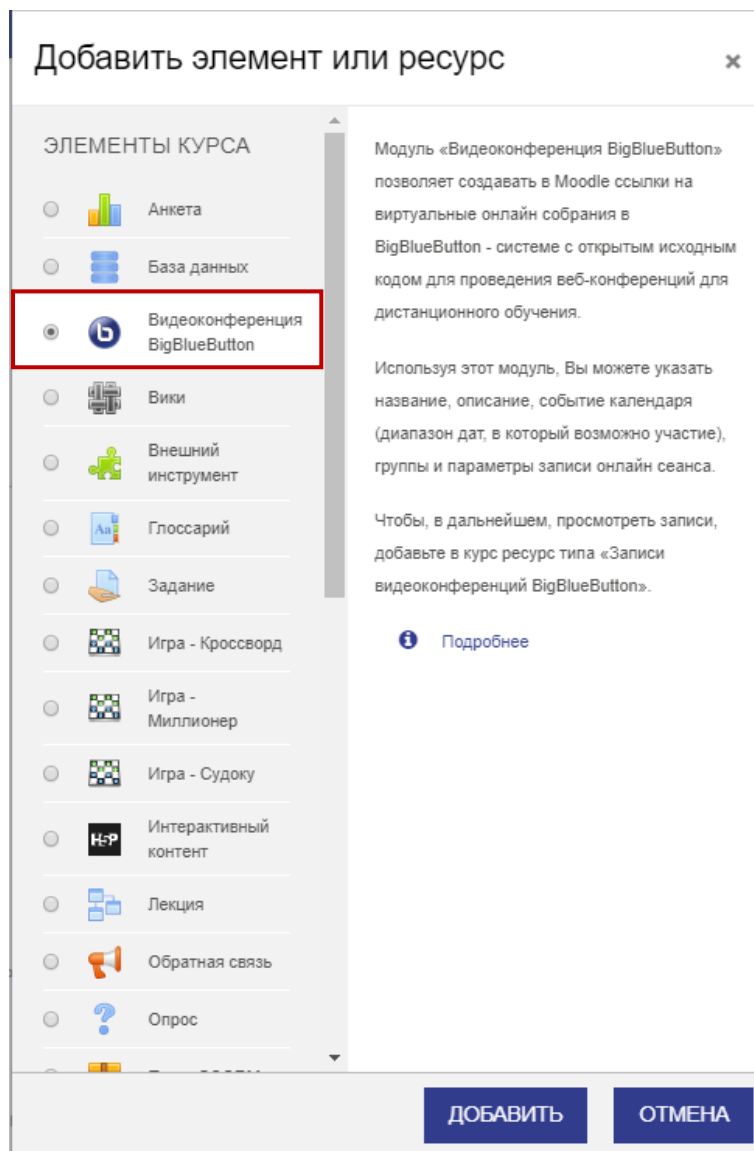 Добавить элемент или ресурс
×
ЭЛЕМЕНТЫ КУРСА
Анкета
База данных
Видеоконференция
BigBlueButton
Вики
Внешний
инструмент
Aa
Глоссарий
Задание
Игра - Кроссворд
Игра -
Миллионер
Игра - Судоку
H5P
Интерактивный
контент
Лекция
Обратная связь
Опрос
Модуль «Видеоконференция BigBlueButton»
позволяет создавать в Moodle ссылки на
виртуальные онлайн собрания в
BigBlueButton - системе с открытым исходным
кодом для проведения веб-конференций для
дистанционного обучения.
Используя этот модуль, Вы можете указать
название, описание, событие календаря
(диапазон дат, в который возможно участие),
группы и параметры записи онлайн сеанса.
Чтобы, в дальнейшем, просмотреть записи,
добавьте в курс ресурс типа «Записи
видеоконференций BigBlueButton».
Подробнее
ДОБАВИТЬ
ОТМЕНА